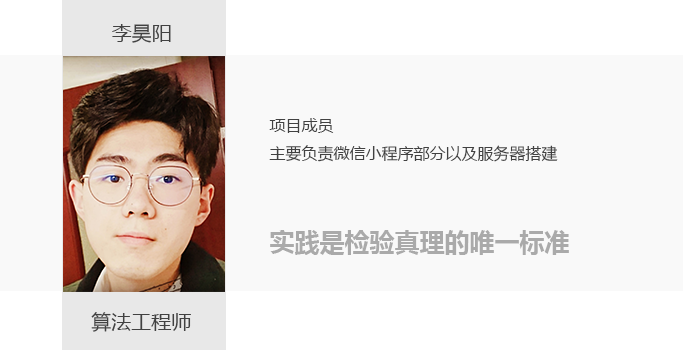 李昊阳
项目成员
主要负责微信小程序部分以及服务器搭建
实践是检验真理的唯一标准
算法工程师